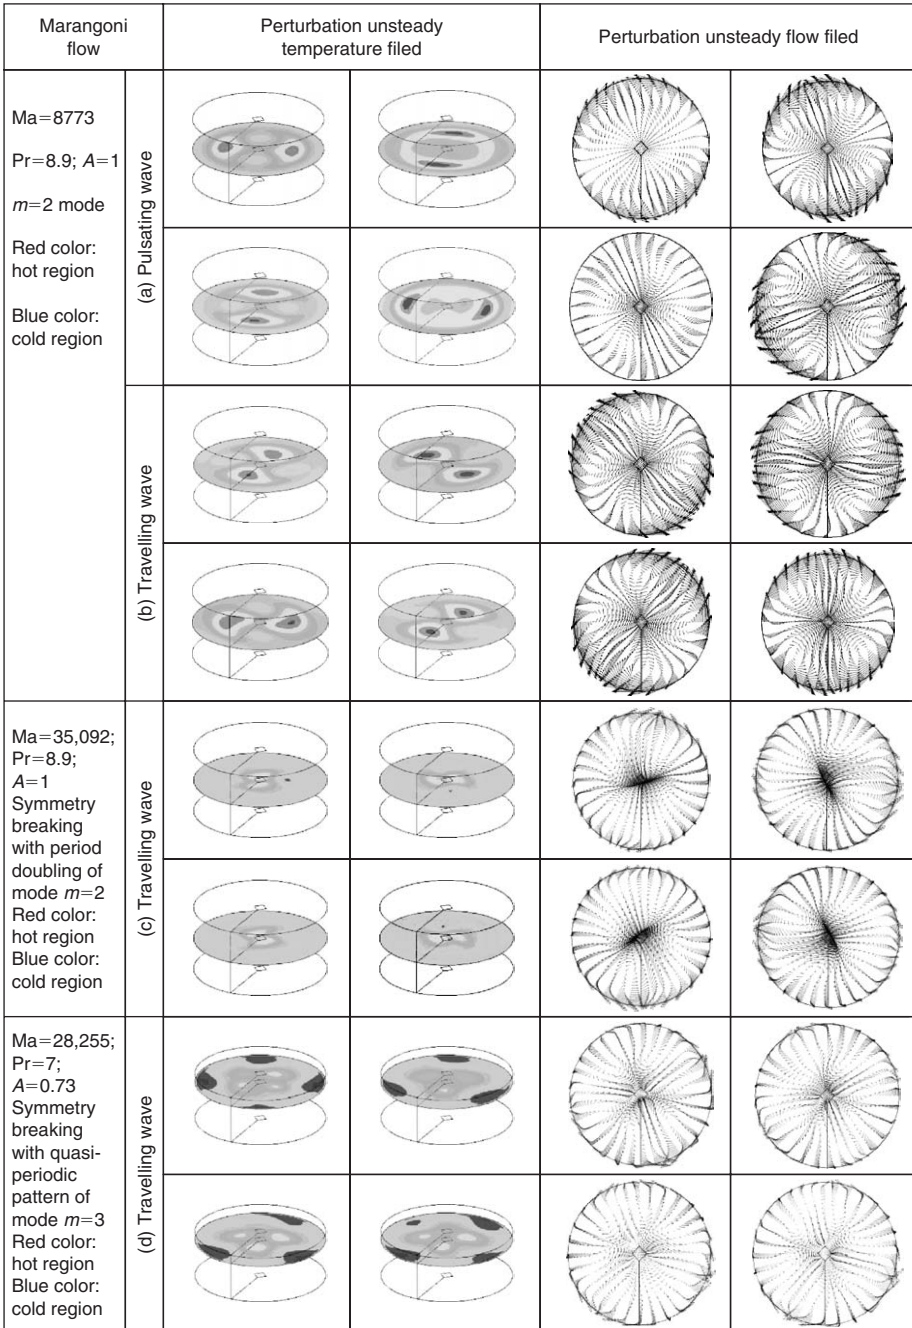 Marangoni
flow
Perturbation unsteady
temperature filed
Perturbation unsteady flow filed
Ma=8773
Pr=8.9; A=1
m=2 mode
Red color:
hot region
Blue color:
cold region
(a) Pulsating wave
(b) Travelling wave
Ma=35,092;
Pr=8.9;
A=1
Symmetry
breaking
with period
doubling of
mode m=2
Red color:
hot region
Blue color:
cold region
(c) Travelling wave
Ma=28,255;
Pr=7;
A=0.73
Symmetry
breaking
with quasi-
periodic
pattern of
mode m=3
Red color:
hot region
Blue color:
cold region
(d) Travelling wave